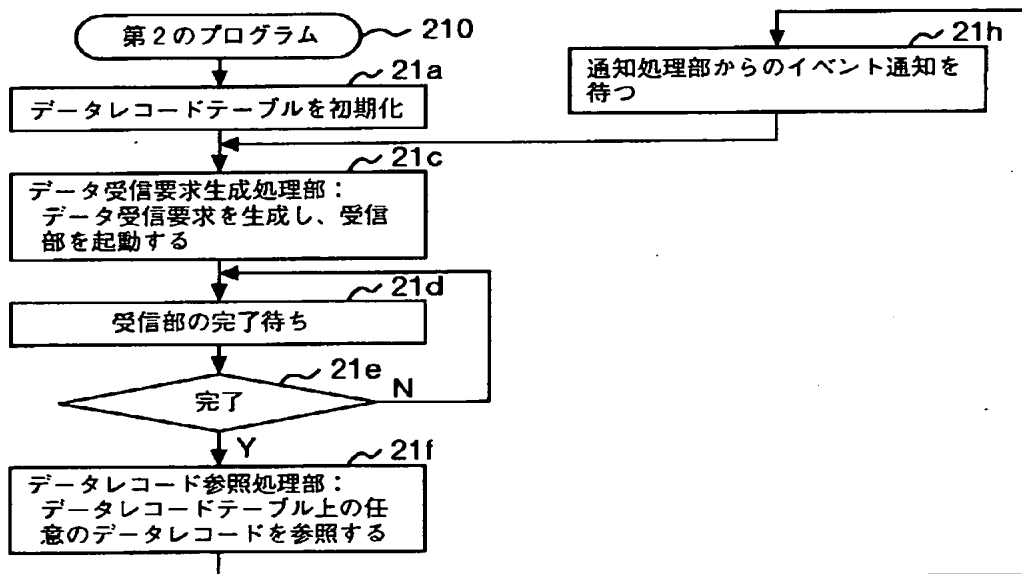 第2のプログラム
210
21a
データレコードテーブルを初期化
21h
通知処理部からのイベント通知を
待つ
21c
データ受信要求生成処理部:
データ受信要求を生成し、受信
部を起動する
21d
受信部の完了待ち
21e
完了
N
Y
21f
データレコード参照処理部:
データレコードテーブル上の任
意のデータレコードを参照する